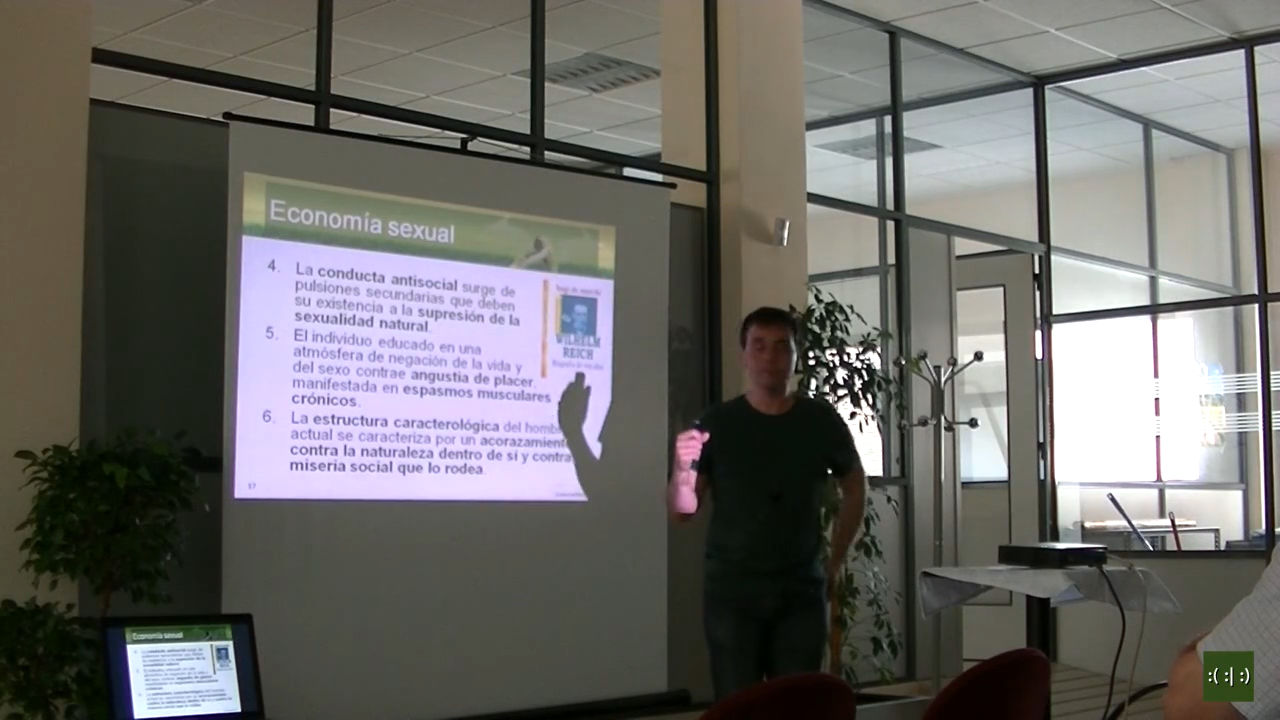 Economía sexual
4. La conducta antisocial surge de
pulsiones secundarias que deben
su existencia a la supresión de la
sexualidad natural.
5. El individuo educado en una
atmósfera de negación de la vida y
del sexo contrae angustia de placer,
manifestada en espasmos musculares
crónicos.
6. La estructura caracterológica del
actual se caracteriza por un
contra la naturaleza dentro de sí y contra
miseria social que lo rodea.
17
WILHELM
REICH
Economía sexual
:( :| :)